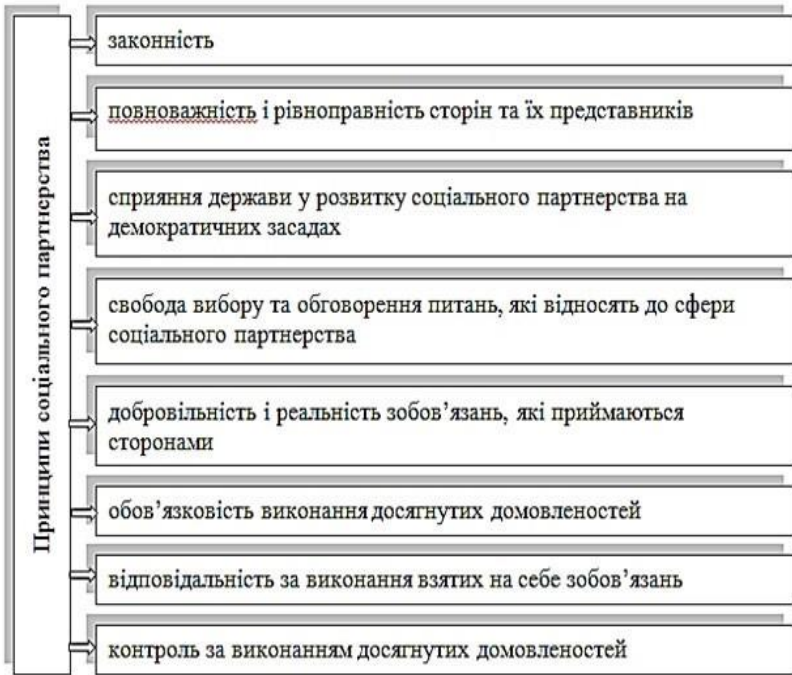 Принципи соціального партнерства
законність
повноважність і рівноправність сторін та їх представників
сприяння держави у розвитку соціального партнерства на
демократичних засадах
свобода вибору та обговорення питань, які відносять до сфери
соціального партнерства
добровільність і реальність зобов’язань, які приймаються
сторонами
обов’язковість виконання досягнутих домовленостей
відповідальність за виконання взятих на себе зобов’язань
контроль за виконанням досягнутих домовленостей